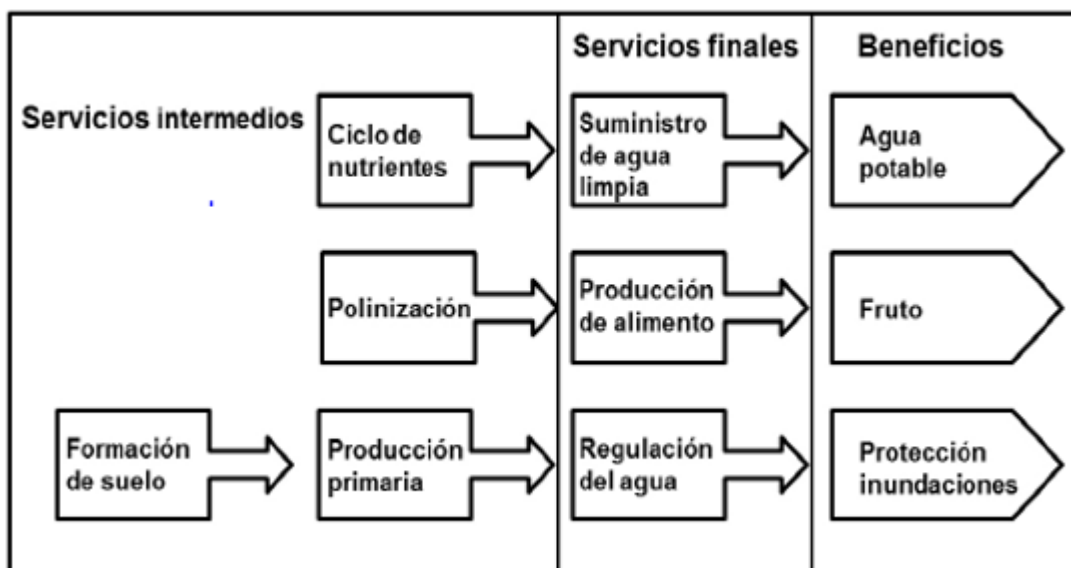 Servicios finales
Beneficios
Servicios intermedios
Ciclo de
nutrientes
Suministro
de agua
limpia
Agua
potable
Polinización
Producción
de alimento
Fruto
Formación
de suelo
Producción
primaria
Regulación
del agua
Protección
inundaciones